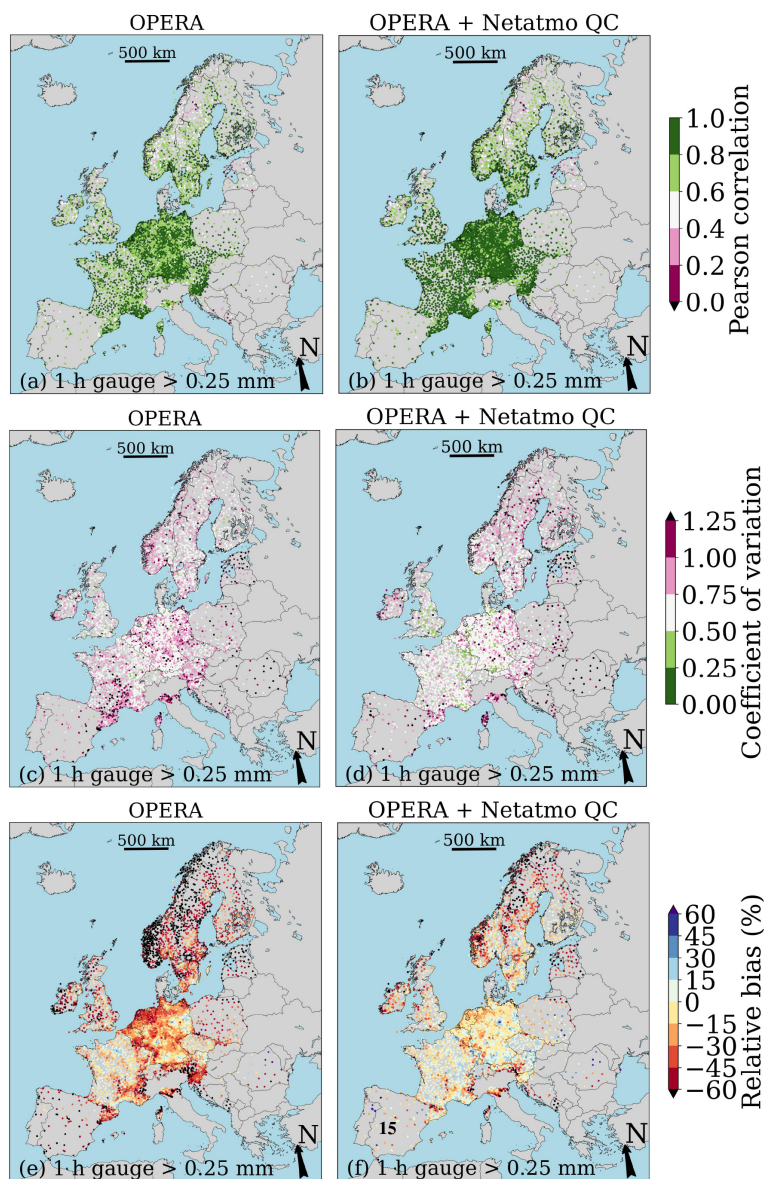 OPERA
OPERA + Netatmo QC
500 km
500 km
N
N
(a) 1 h gauge > 0.25 mm
(b) 1 h gauge > 0.25 mm
1.0
0.8
0.6
0.4
0.2
0.0
Pearson correlation
OPERA
OPERA + Netatmo QC
500 km
500 km
N
N
(c) 1 h gauge > 0.25 mm
(d) 1 h gauge > 0.25 mm
1.25
1.00
0.75
0.50
0.25
0.00
Coefficient of variation
OPERA
OPERA + Netatmo QC
500 km
500 km
15
N
N
(e) 1 h gauge > 0.25 mm
(f) 1 h gauge > 0.25 mm
60
45
30
15
0
−15
−30
−45
−60
Relative bias (%)